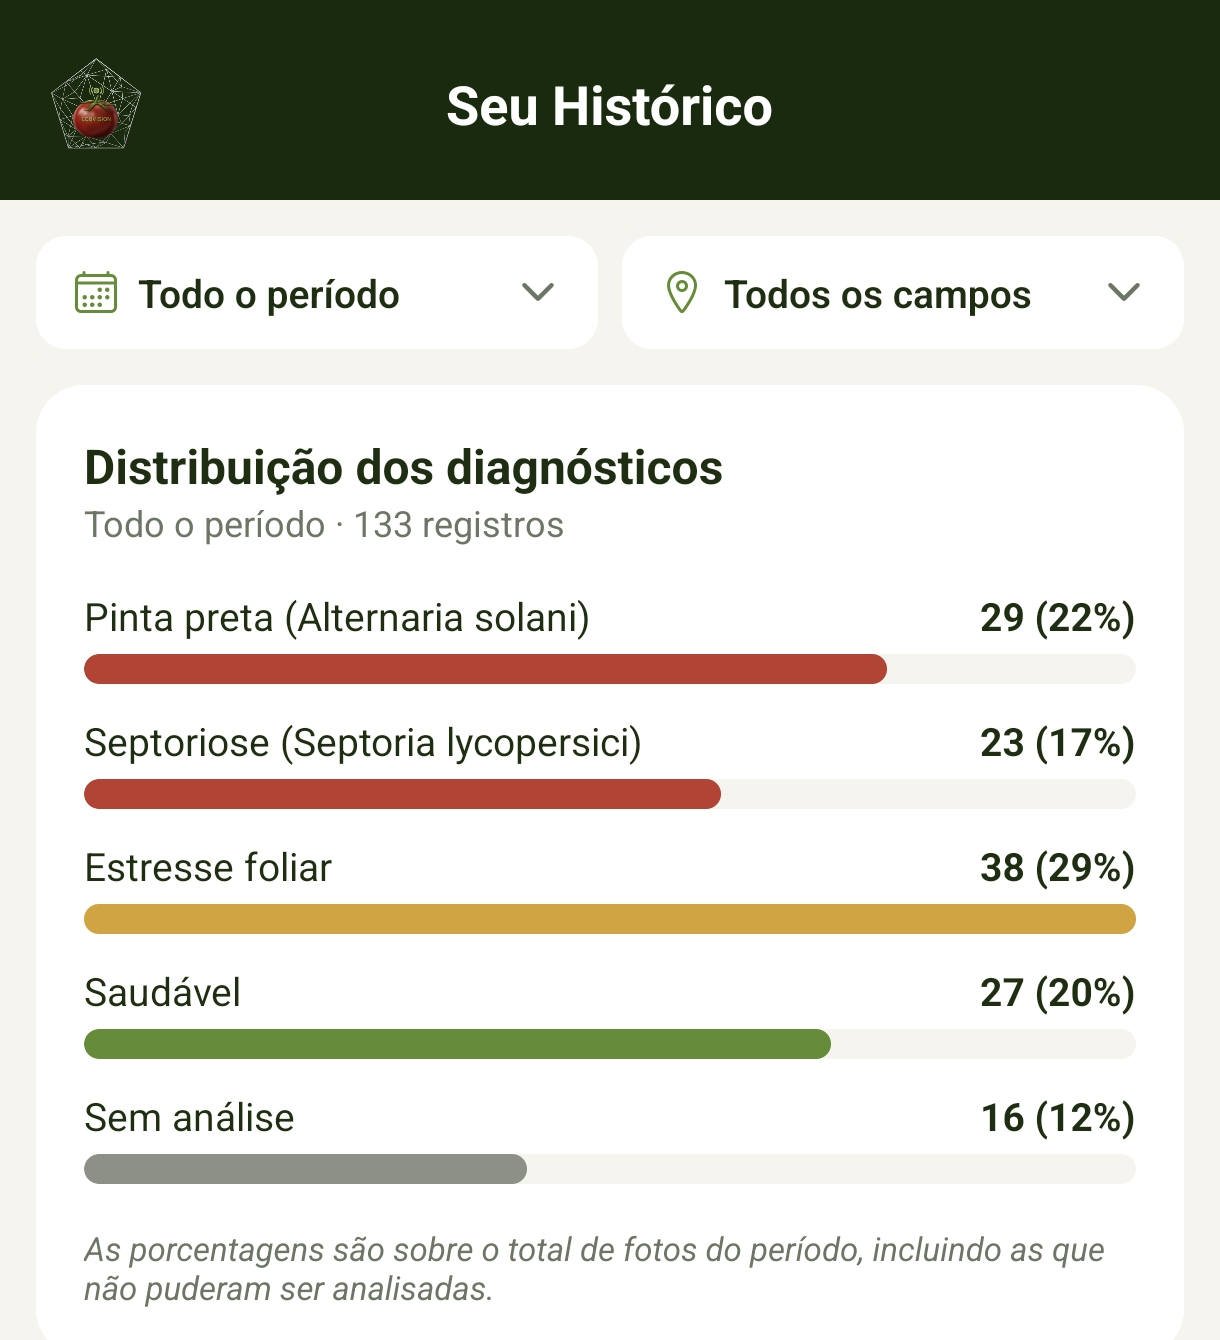 Seu Histórico
Todo o período
Todos os campos
Distribuição dos diagnósticos
Todo o período · 133 registros
Pinta preta (Alternaria solani) 29 (22%)
Septoriose (Septoria lycopersici) 23 (17%)
Estresse foliar 38 (29%)
Saudável 27 (20%)
Sem análise 16 (12%)
As porcentagens são sobre o total de fotos do período, incluindo as que
não puderam ser analisadas.